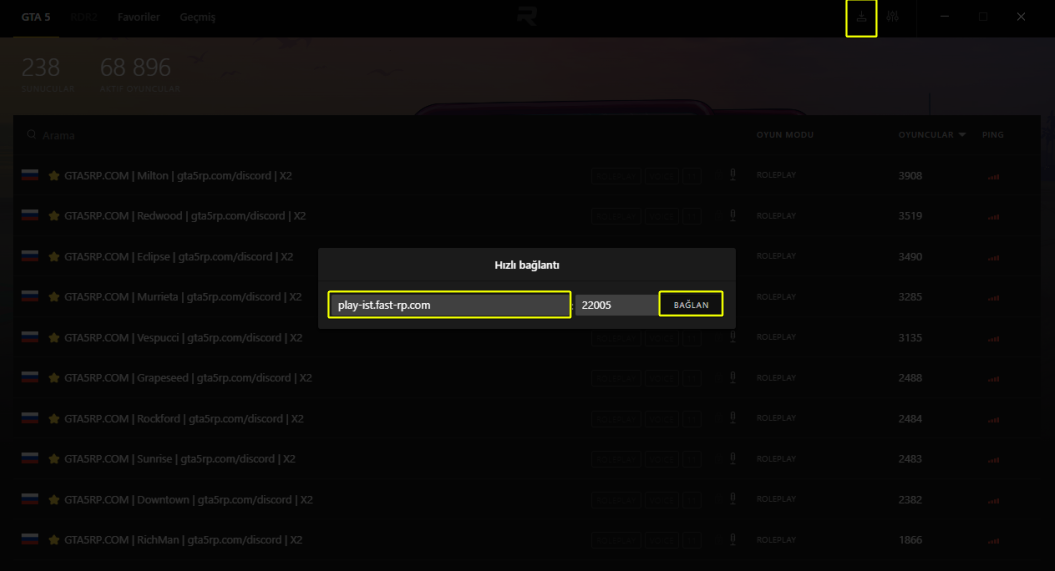 GTA 5 RDR2 Favoriler Geçmiş
238 68 896
SUNUCULAR AKTİF OYUNCULAR
Arama OYUN MODU OYUNCULAR PING
GTA5RP.COM | Milton | gta5rp.com/discord | X2 ROLEPLAY 3908
GTA5RP.COM | Redwood | gta5rp.com/discord | X2 ROLEPLAY 3519
GTA5RP.COM | Eclipse | gta5rp.com/discord | X2 ROLEPLAY 3490
Hızlı bağlantı
GTA5RP.COM | Murrieta | gta5rp.com/discord | X2 ROLEPLAY 3285
play-ist.fast-rp.com : 22005 BAĞLAN
GTA5RP.COM | Vespucci | gta5rp.com/discord | X2 ROLEPLAY 3135
GTA5RP.COM | Grapeseed | gta5rp.com/discord | X2 ROLEPLAY 2488
GTA5RP.COM | Rockford | gta5rp.com/discord | X2 ROLEPLAY 2484
GTA5RP.COM | Sunrise | gta5rp.com/discord | X2 ROLEPLAY 2483
GTA5RP.COM | Downtown | gta5rp.com/discord | X2 ROLEPLAY 2382
GTA5RP.COM | RichMan | gta5rp.com/discord | X2 ROLEPLAY 1866